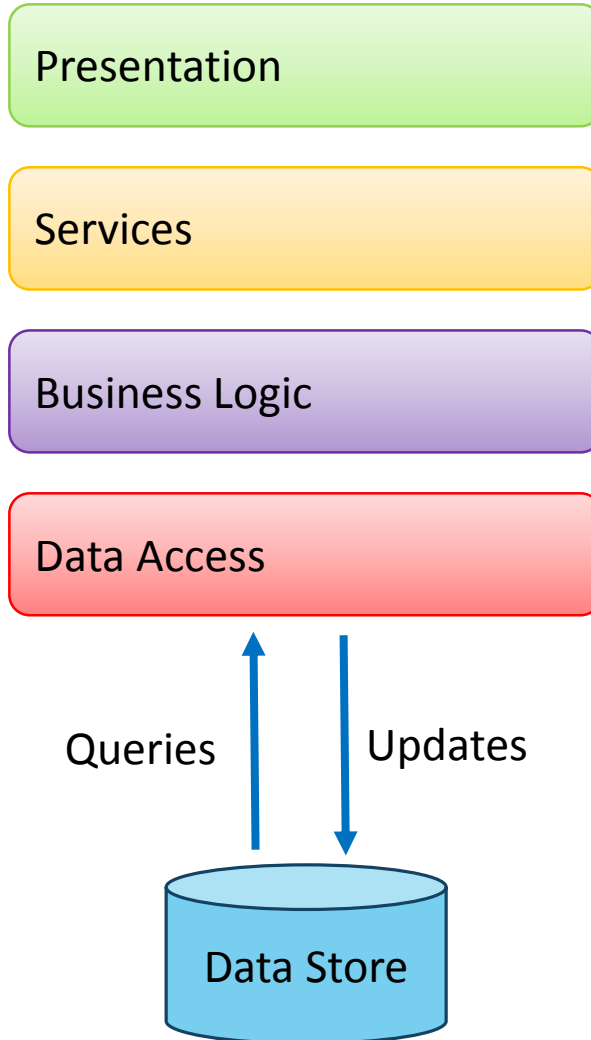 Presentation
Services
Business Logic
Data Access
Queries
Updates
Data Store